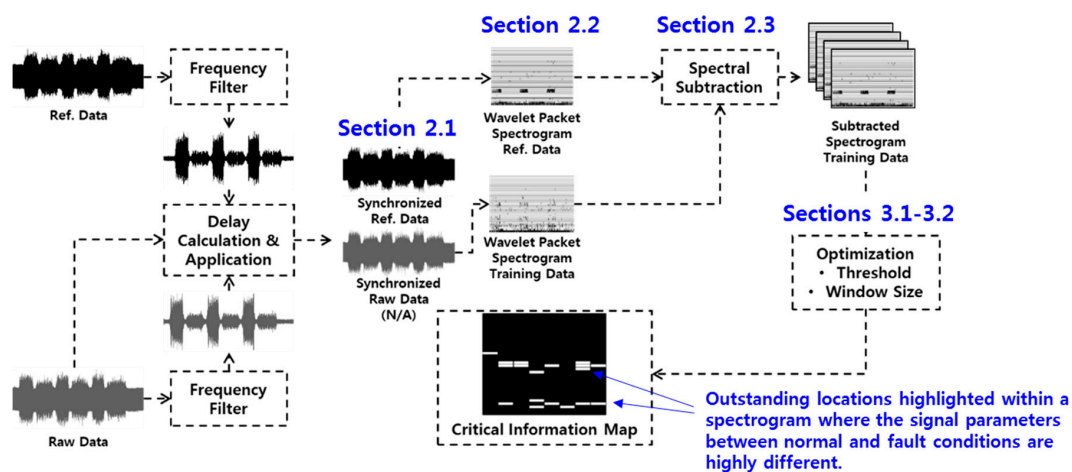 Section 2.2
Section 2.3
Frequency
Filter
Ref. Data
Spectral
Subtraction
Wavelet Packet
Spectrogram
Ref. Data
Subtracted
Spectrogram
Training Data
Section 2.1
Synchronized
Ref. Data
Delay
Calculation &
Application
Wavelet Packet
Spectrogram
Training Data
Synchronized
Raw Data
(N/A)
Sections 3.1-3.2
Optimization
• Threshold
• Window Size
Frequency
Filter
Raw Data
Critical Information Map
Outstanding locations highlighted within a
spectrogram where the signal parameters
between normal and fault conditions are
highly different.